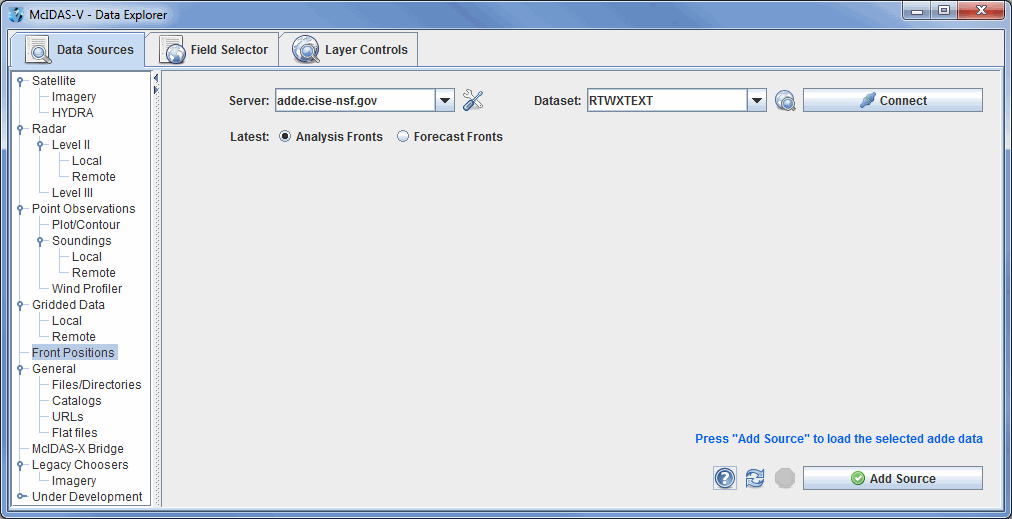 McIDAS-V - Data Explorer
Data Sources
Field Selector
Layer Controls
Satellite
Imagery
HYDRA
Radar
Level II
Local
Remote
Level III
Point Observations
Plot/Contour
Soundings
Local
Remote
Wind Profiler
Gridded Data
Local
Remote
Front Positions
General
Files/Directories
Catalogs
URLs
Flat files
McIDAS-X Bridge
Legacy Choosers
Imagery
Under Development
Server: adde.cise-nsf.gov Dataset: RTWXTEXT Connect
Latest: Analysis Fronts Forecast Fronts
Press "Add Source" to load the selected adde data
? Add Source